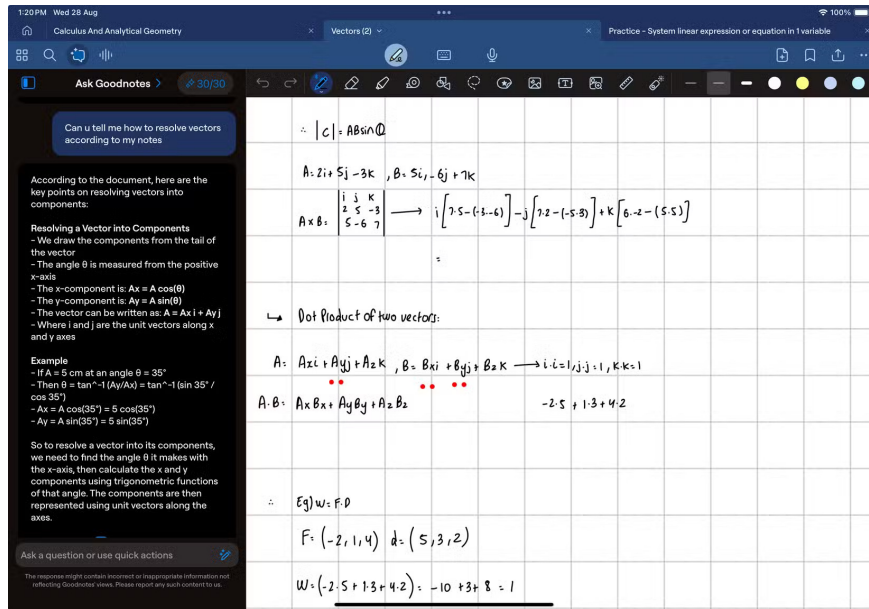 1:20 PM Wed 28 Aug
100%
Calculus And Analytical Geometry
Vectors (2)
Practice - System linear expression or equation in 1 variable
Ask Goodnotes >
30/30
Can u tell me how to resolve vectors
according to my notes
According to the document, here are the
key points on resolving vectors into
components:
Resolving a Vector into Components
- We draw the components from the tail of
the vector
- The angle θ is measured from the positive
x-axis
- The x-component is: Ax = A cos(θ)
- The y-component is: Ay = A sin(θ)
- The vector can be written as: A = Ax i + Ay j
- Where i and j are the unit vectors along x
and y axes
Example
- If A = 5 cm at an angle θ = 35°
- Then θ = tan^-1 (Ay/Ax) = tan^-1 (sin 35° /
cos 35°)
- Ax = A cos(35°) = 5 cos(35°)
- Ay = A sin(35°) = 5 sin(35°)
So to resolve a vector into its components,
we need to find the angle θ it makes with
the x-axis, then calculate the x and y
components using trigonometric functions
of that angle. The components are then
represented using unit vectors along the
axes.
Ask a question or use quick actions
The response might contain incorrect or inappropriate information not
reflecting Goodnotes' views. Please report any such content to us.
∴ |c| = ABsinθ
A = 2i + 5j - 3k , B = 5i, -6j + 7k
i j k
2 5 -3
A x B = 5 -6 7 → i[7.5 - (-3.-6)] - j[7.2 - (-5.3)] + k[6.-2 - (5.5)]
=
↳ Dot Product of two vectors:
A = Axi + Ayj + Azk , B = Bxi + Byj + Bzk → i.i=1, j.j=1, k.k=1
A.B = AxBx + AyBy + AzBz
-2.5 + 1.3 + 4.2
∴ Eg) W = F.D
F = (-2, 1, 4) d = (5, 3, 2)
W = (-2.5 + 1.3 + 4.2) = -10 + 3 + 8 = 1